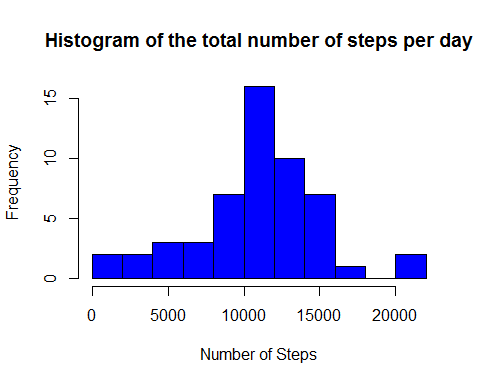 Histogram of the total number of steps per day
Frequency
15
10
5
0
0 5000 10000 15000 20000
Number of Steps